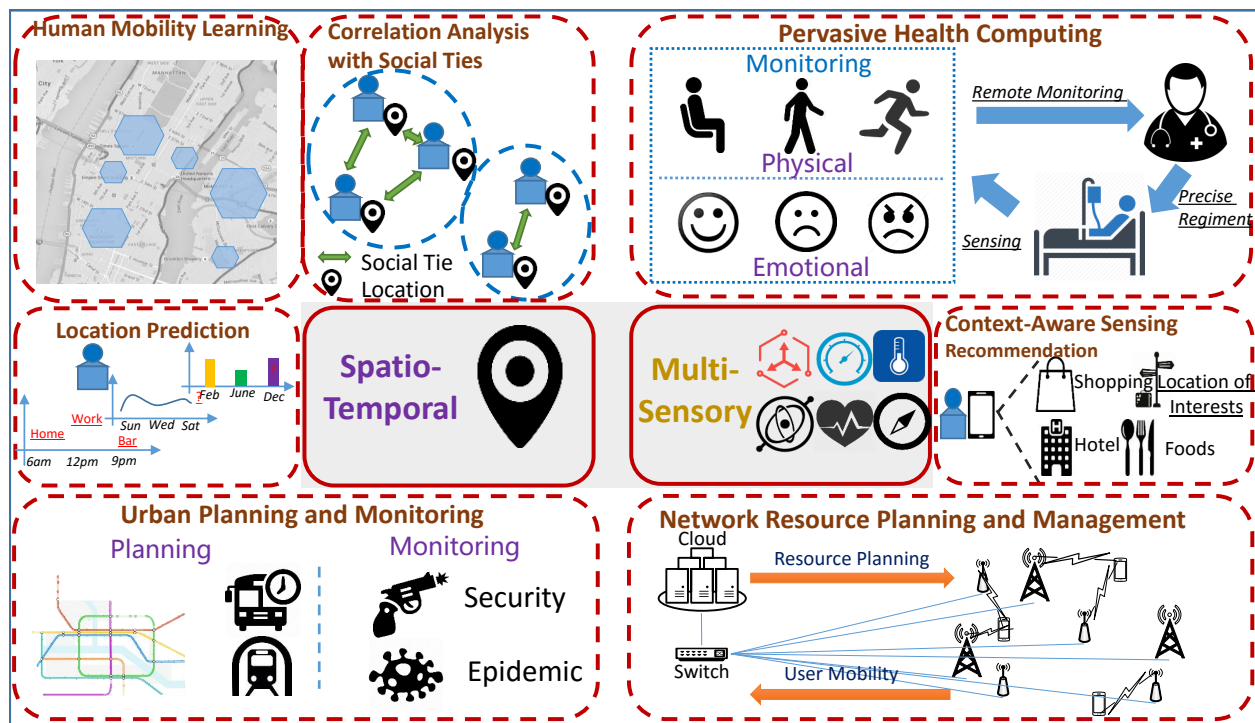 Human Mobility Learning
City
MANHATTAN
Correlation Analysis
with Social Ties
Social Tie
Location
Pervasive Health Computing
Monitoring
Physical
Emotional
Remote Monitoring
Precise
Regiment
Sensing
Location Prediction
Home
Work
Bar
6am 12pm 9pm
Sun Wed Sat
?
Feb June Dec
Spatio-
Temporal
Multi-
Sensory
Context-Aware Sensing
Recommendation
Shopping
Location of
Interests
Hotel
Foods
Urban Planning and Monitoring
Planning
Monitoring
Security
Epidemic
Network Resource Planning and Management
Cloud
Resource Planning
Switch
User Mobility